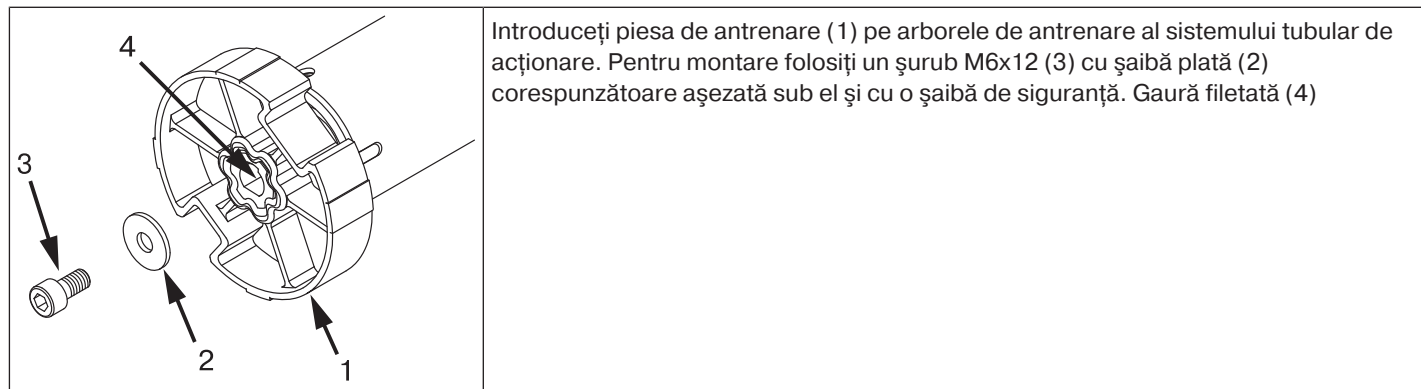 4
3
2
1
Introduceți piesa de antrenare (1) pe arborele de antrenare al sistemului tubular de
acționare. Pentru montare folosiți un şurub M6x12 (3) cu şaibă plată (2)
corespunzătoare aşezată sub el şi cu o şaibă de siguranță. Gaură filetată (4)